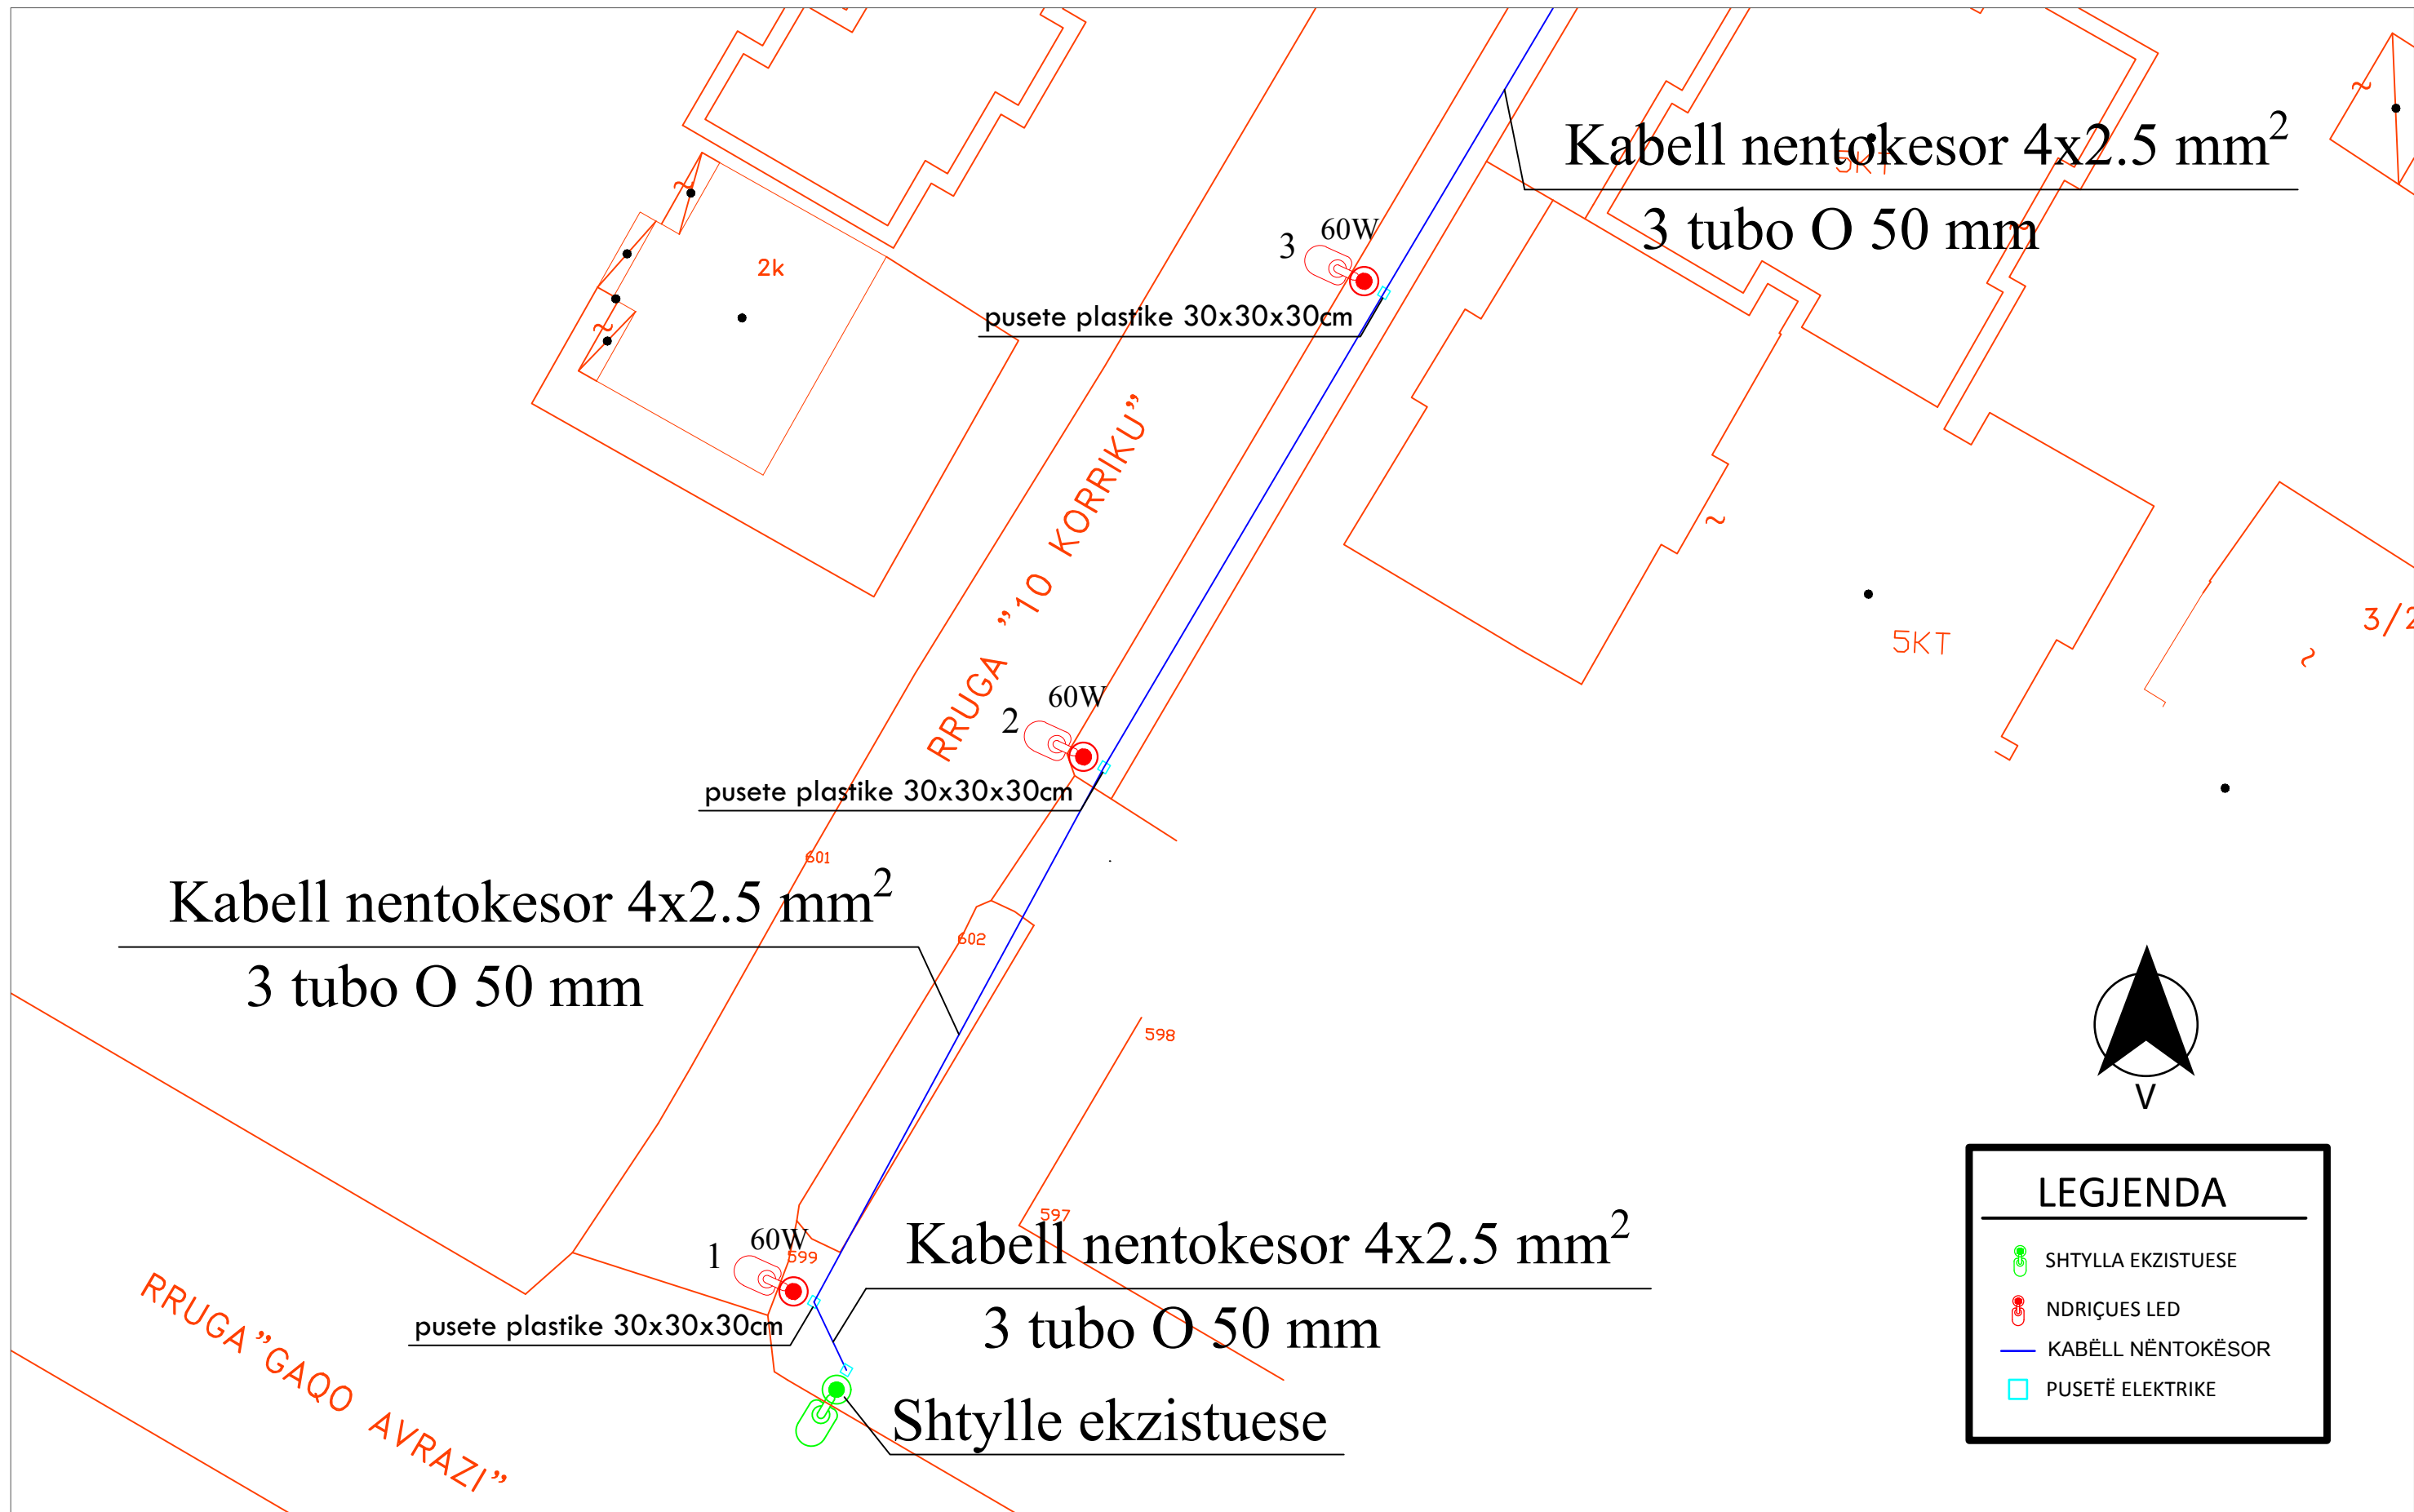 Kabell nentokesor 4x2.5 mm²
5KT
3 tubo O 50 mm
60W
3
2k
pusete plastike 30x30x30cm
RRUGA "10 KORRIKU"
3/2
5KT
60W
2
pusete plastike 30x30x30cm
601
Kabell nentokesor 4x2.5 mm²
602
3 tubo O 50 mm
598
V
LEGJENDA
SHTYLLA EKZISTUESE
NDRIÇUES LED
KABËLL NËNTOKËSOR
PUSETË ELEKTRIKE
597
Kabell nentokesor 4x2.5 mm²
60W
1
599
3 tubo O 50 mm
pusete plastike 30x30x30cm
RRUGA "GAQO AVRAZI"
Shtylle ekzistuese